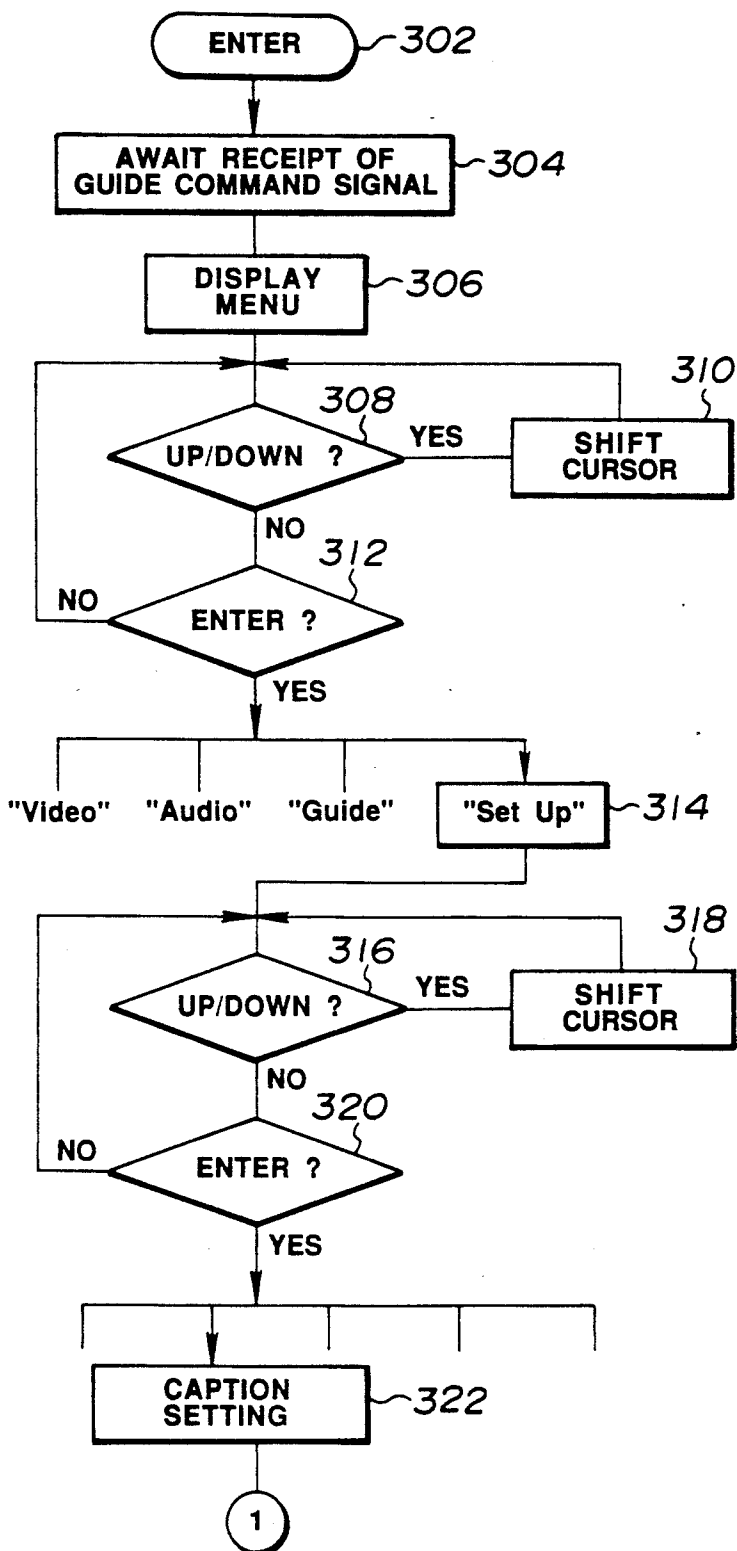 ENTER
302
AWAIT RECEIPT OF
GUIDE COMMAND SIGNAL
304
DISPLAY
MENU
306
308
310
UP/DOWN ?
YES
SHIFT
CURSOR
NO
312
NO
ENTER ?
YES
"Video" "Audio" "Guide" "Set Up" 314
316
318
UP/DOWN ?
YES
SHIFT
CURSOR
NO
320
NO
ENTER ?
YES
CAPTION
SETTING
322
1